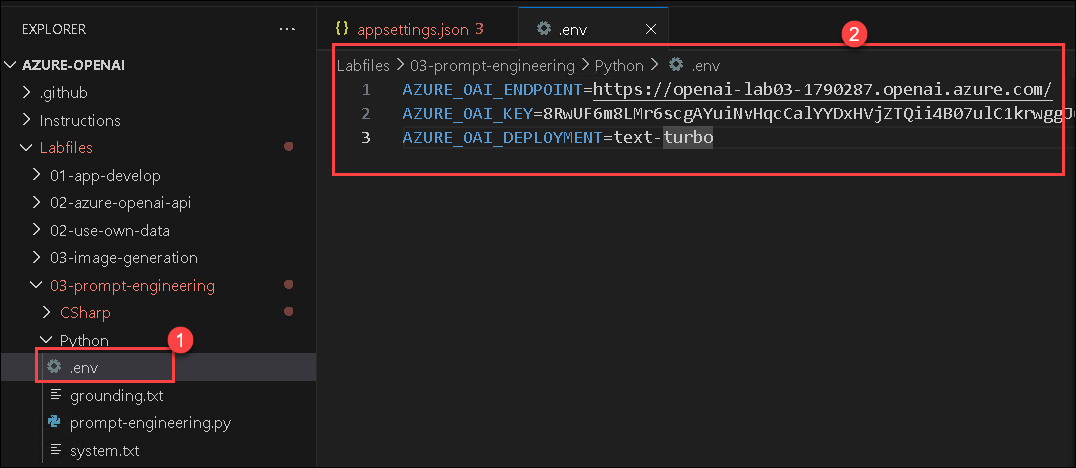 EXPLORER ...
AZURE-OPENAI
.github
Instructions
Labfiles
01-app-develop
02-azure-openai-api
02-use-own-data
03-image-generation
03-prompt-engineering
CSharp
Python
1
.env
grounding.txt
prompt-engineering.py
system.txt
{} appsettings.json 3
.env
2
Labfiles > 03-prompt-engineering > Python > .env
1 AZURE_OAI_ENDPOINT=https://openai-lab03-1790287.openai.azure.com/
2 AZURE_OAI_KEY=
3 AZURE_OAI_DEPLOYMENT=text-turbo